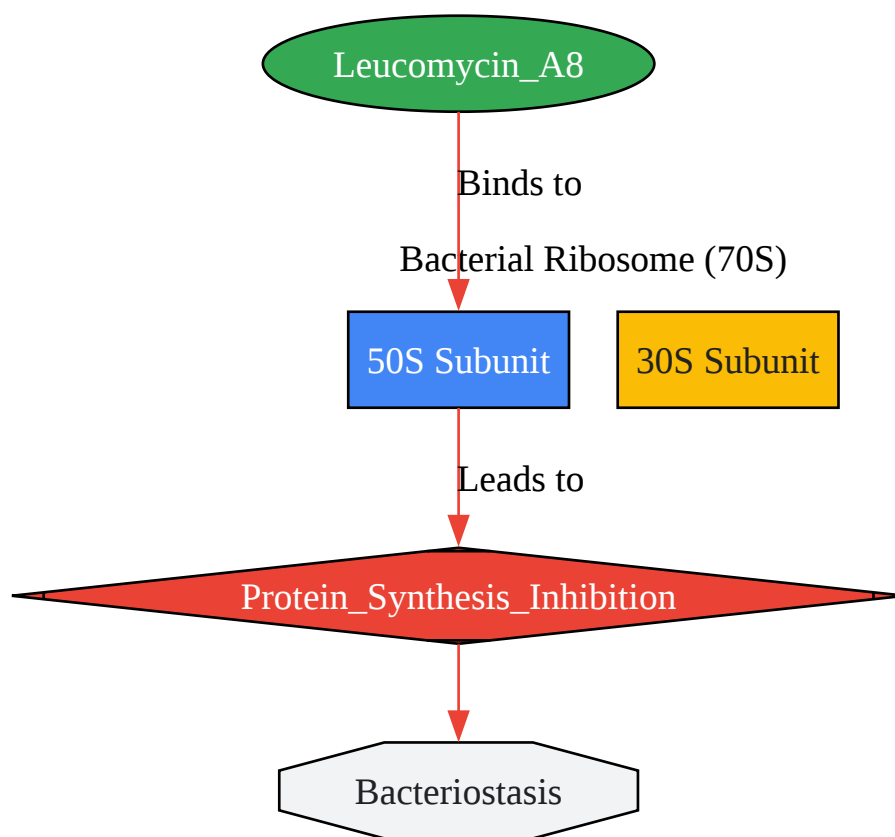 Leucomycin_A8
Binds to
Bacterial Ribosome (70S)
50S Subunit
30S Subunit
Leads to
Protein_Synthesis_Inhibition
Bacteriostasis